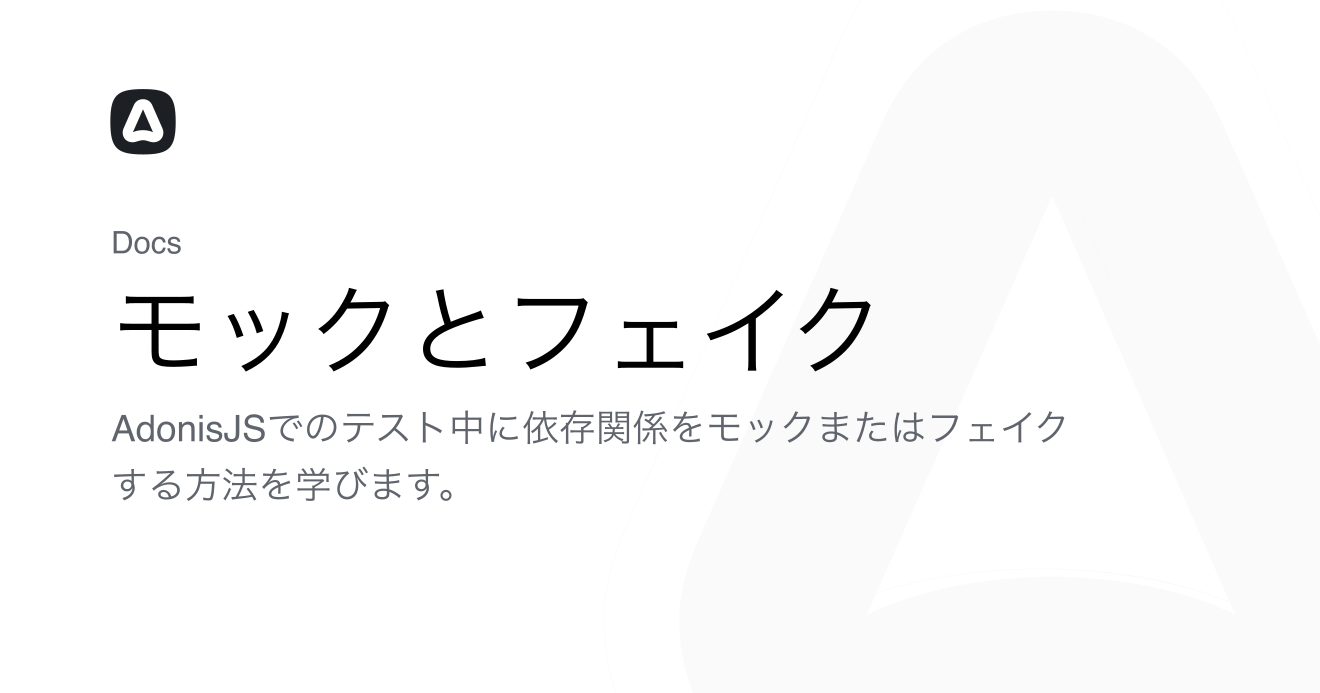 Docs
モックとフェイク
AdonisJSでのテスト中に依存関係をモックまたはフェイク
する方法を学びます。